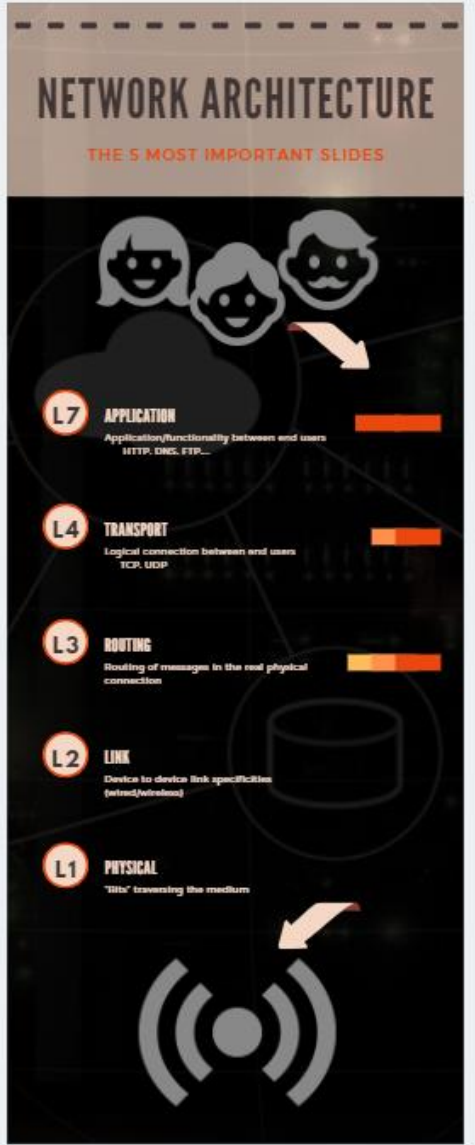 NETWORK ARCHITECTURE
THE 5 MOST IMPORTANT SLIDES
L7
APPLICATION
Application/functionality between end users
HTTP, DNS, FTP...
L4
TRANSPORT
Logical connection between end users
TCP, UDP
L3
ROUTING
Routing of messages in the real physical
connection
L2
LINK
Device to device link specificities
(wired/wireless)
L1
PHYSICAL
"Bits" traversing the medium